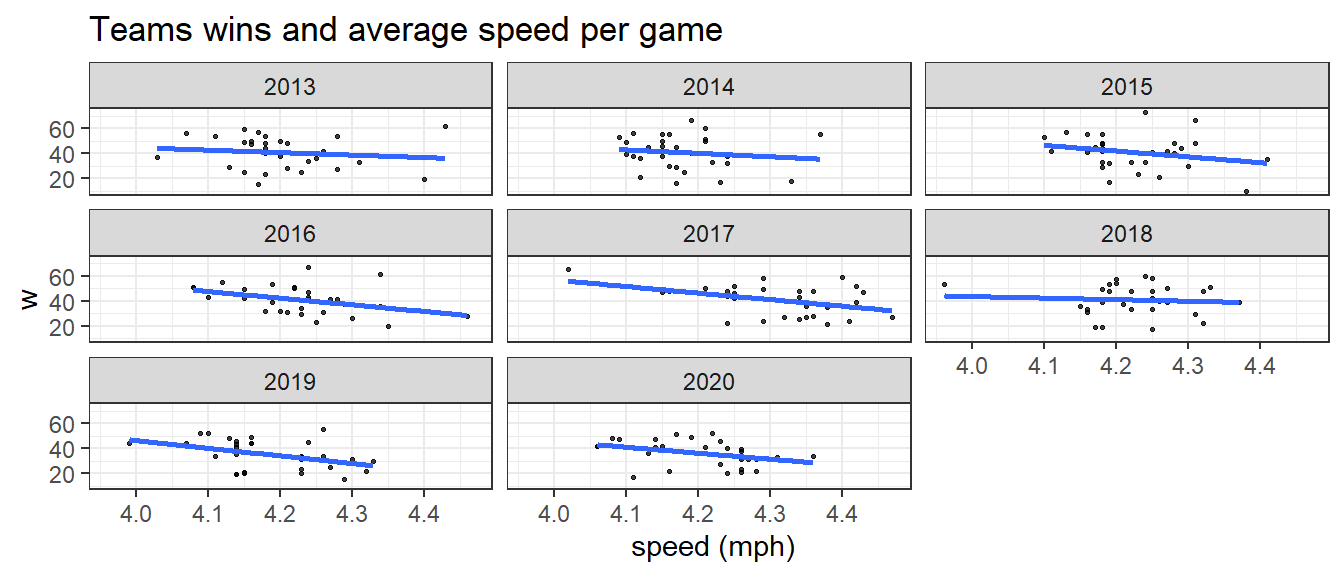 Teams wins and average speed per game
2013 2014 2015
60
40
20
2016 2017 2018
60
40
20
w
4.0 4.1 4.2 4.3 4.4
2019 2020
60
40
20
4.0 4.1 4.2 4.3 4.4 4.0 4.1 4.2 4.3 4.4
speed (mph)